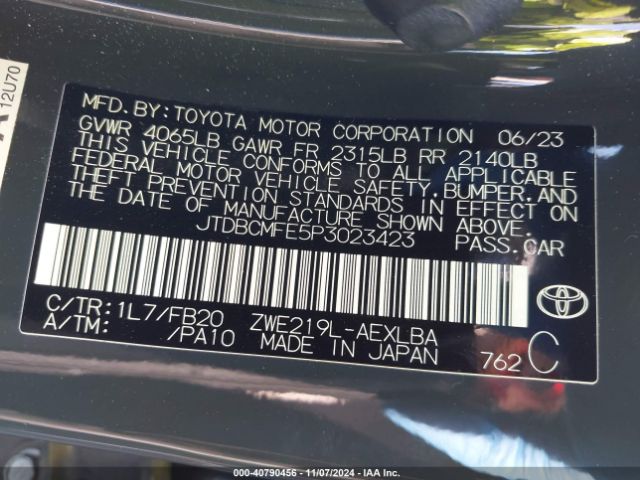 12U70
MFD.BY:TOYOTA MOTOR CORPORATION 06/23
GVWR 4065LB GAWR FR 2315LB RR 2140LB
THIS VEHICLE CONFORMS TO ALL APPLICABLE
FEDERAL MOTOR VEHICLE SAFETY,BUMPER,AND
THEFT PREVENTION STANDARDS IN EFFECT ON
THE DATE OF MANUFACTURE SHOWN ABOVE.
JTDBCMFE5P3023423 PASS.CAR
C/TR:1L7/FB20 ZWE219L-AEXLBA
A/TM: /PA10 MADE IN JAPAN
762 C
000-40790456 - 11/07/2024 - IAA Inc.